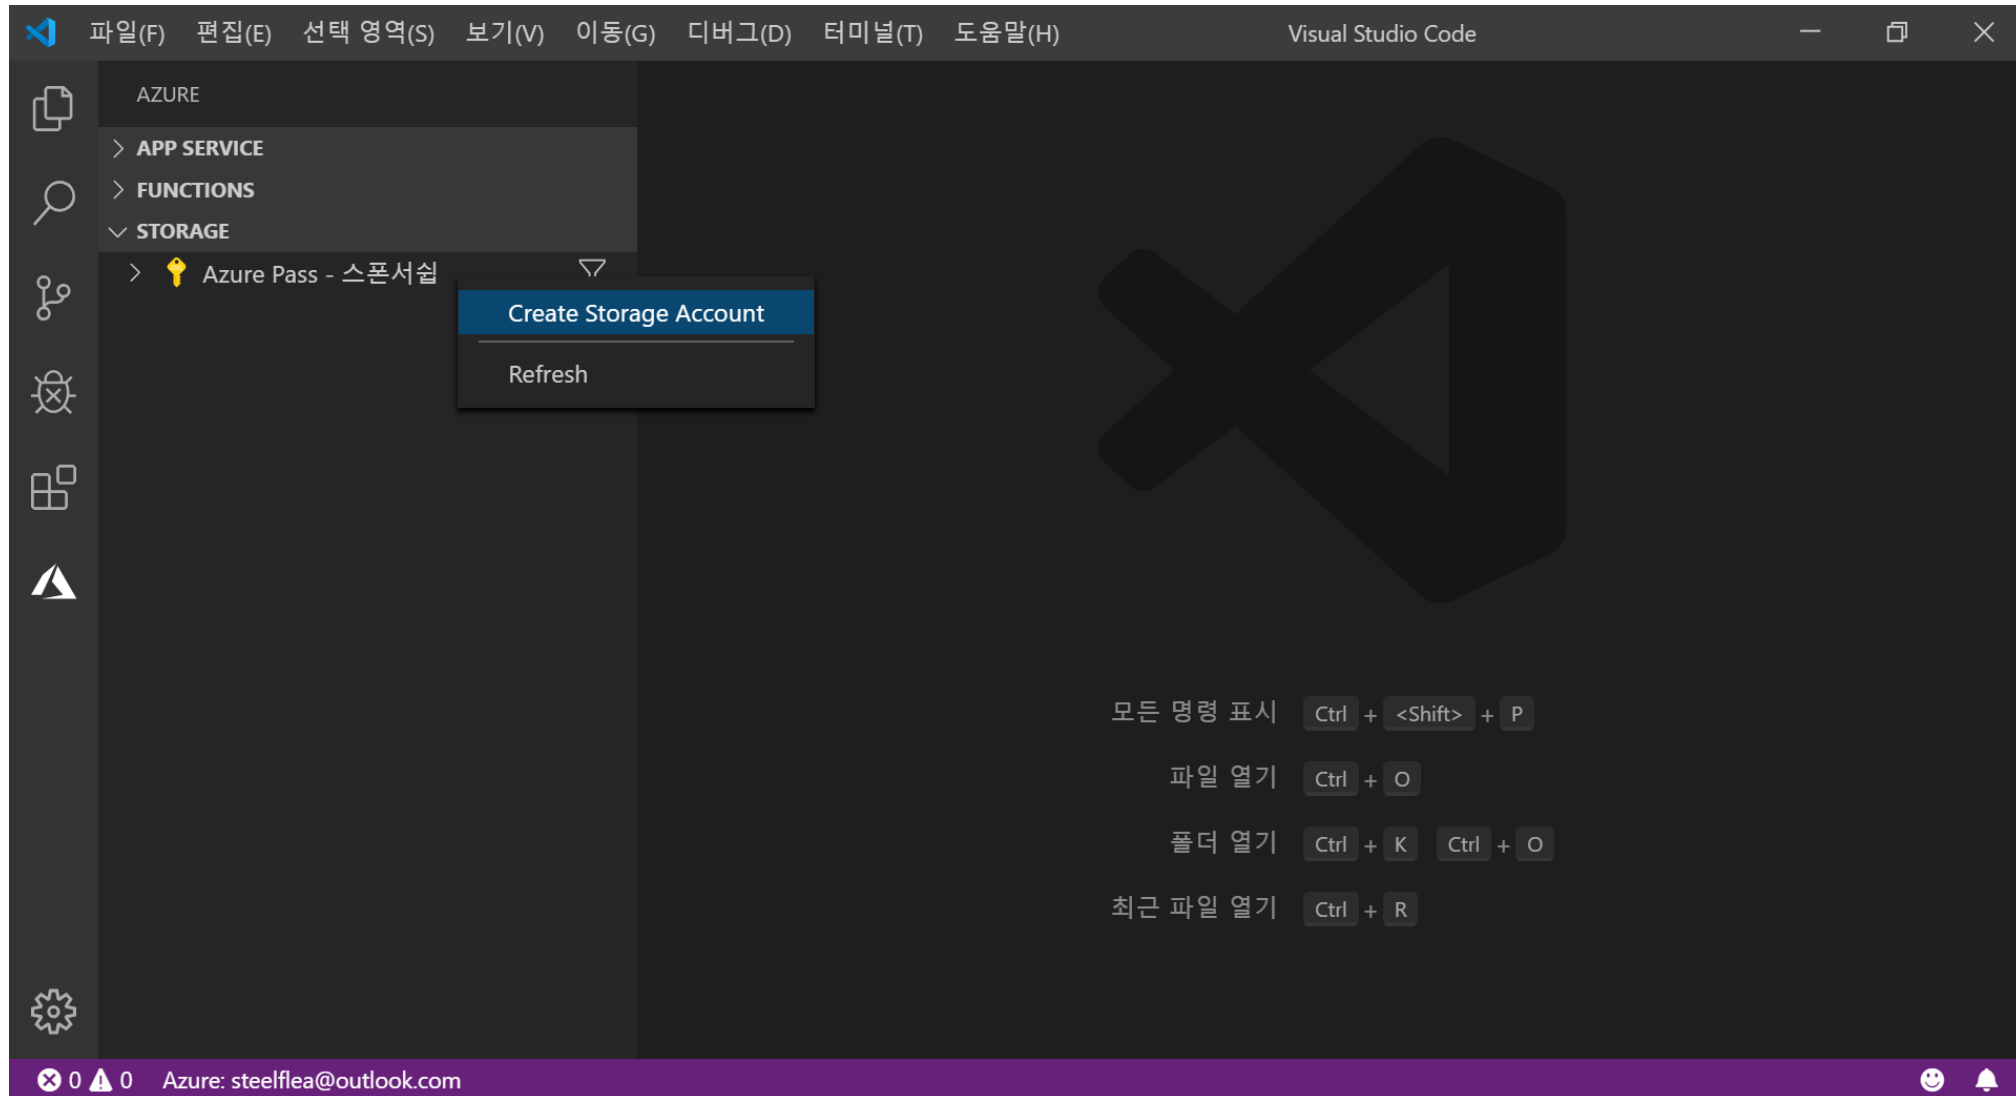 파일(F) 편집(E) 선택 영역(S) 보기(V) 이동(G) 디버그(D) 터미널(T) 도움말(H) Visual Studio Code
AZURE
APP SERVICE
FUNCTIONS
STORAGE
Azure Pass - 스폰서쉽
Create Storage Account
Refresh
모든 명령 표시 Ctrl + <Shift> + P
파일 열기 Ctrl + O
폴더 열기 Ctrl + K Ctrl + O
최근 파일 열기 Ctrl + R
0 0 Azure: steelflea@outlook.com